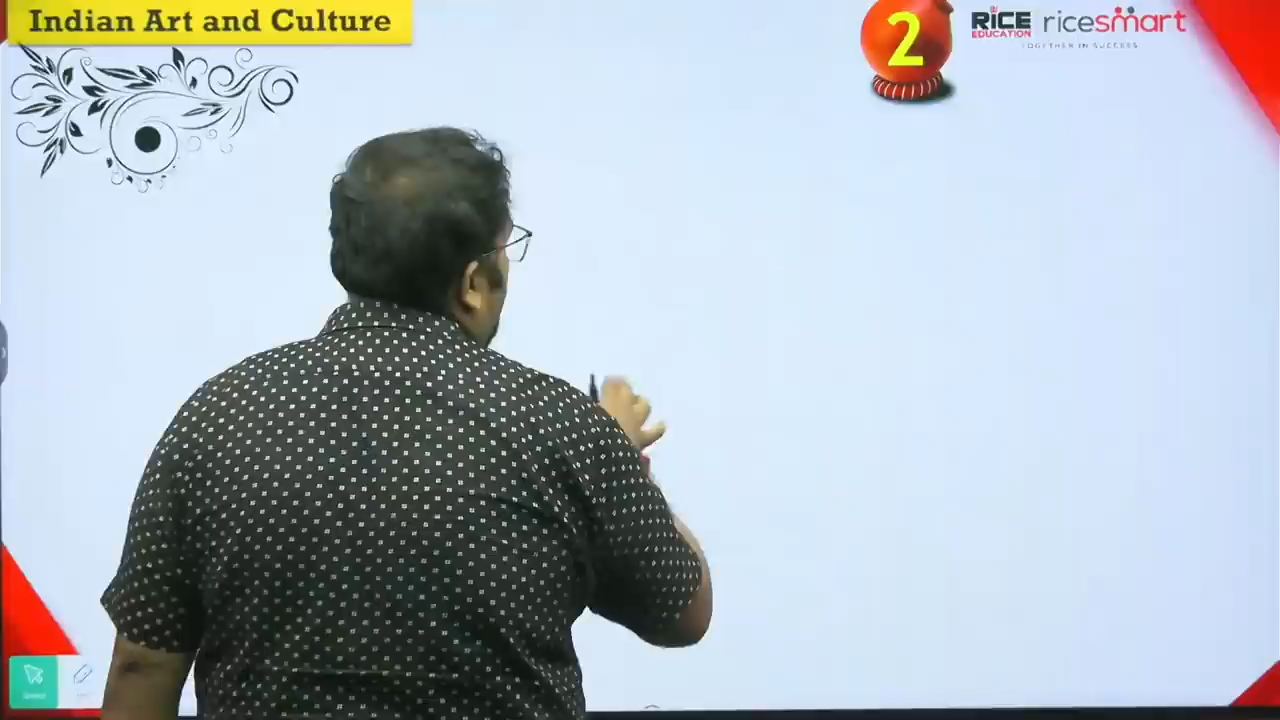 Indian Art and Culture
2
RICE
EDUCATION
ricesmart
TOGETHER IN SUCCESS